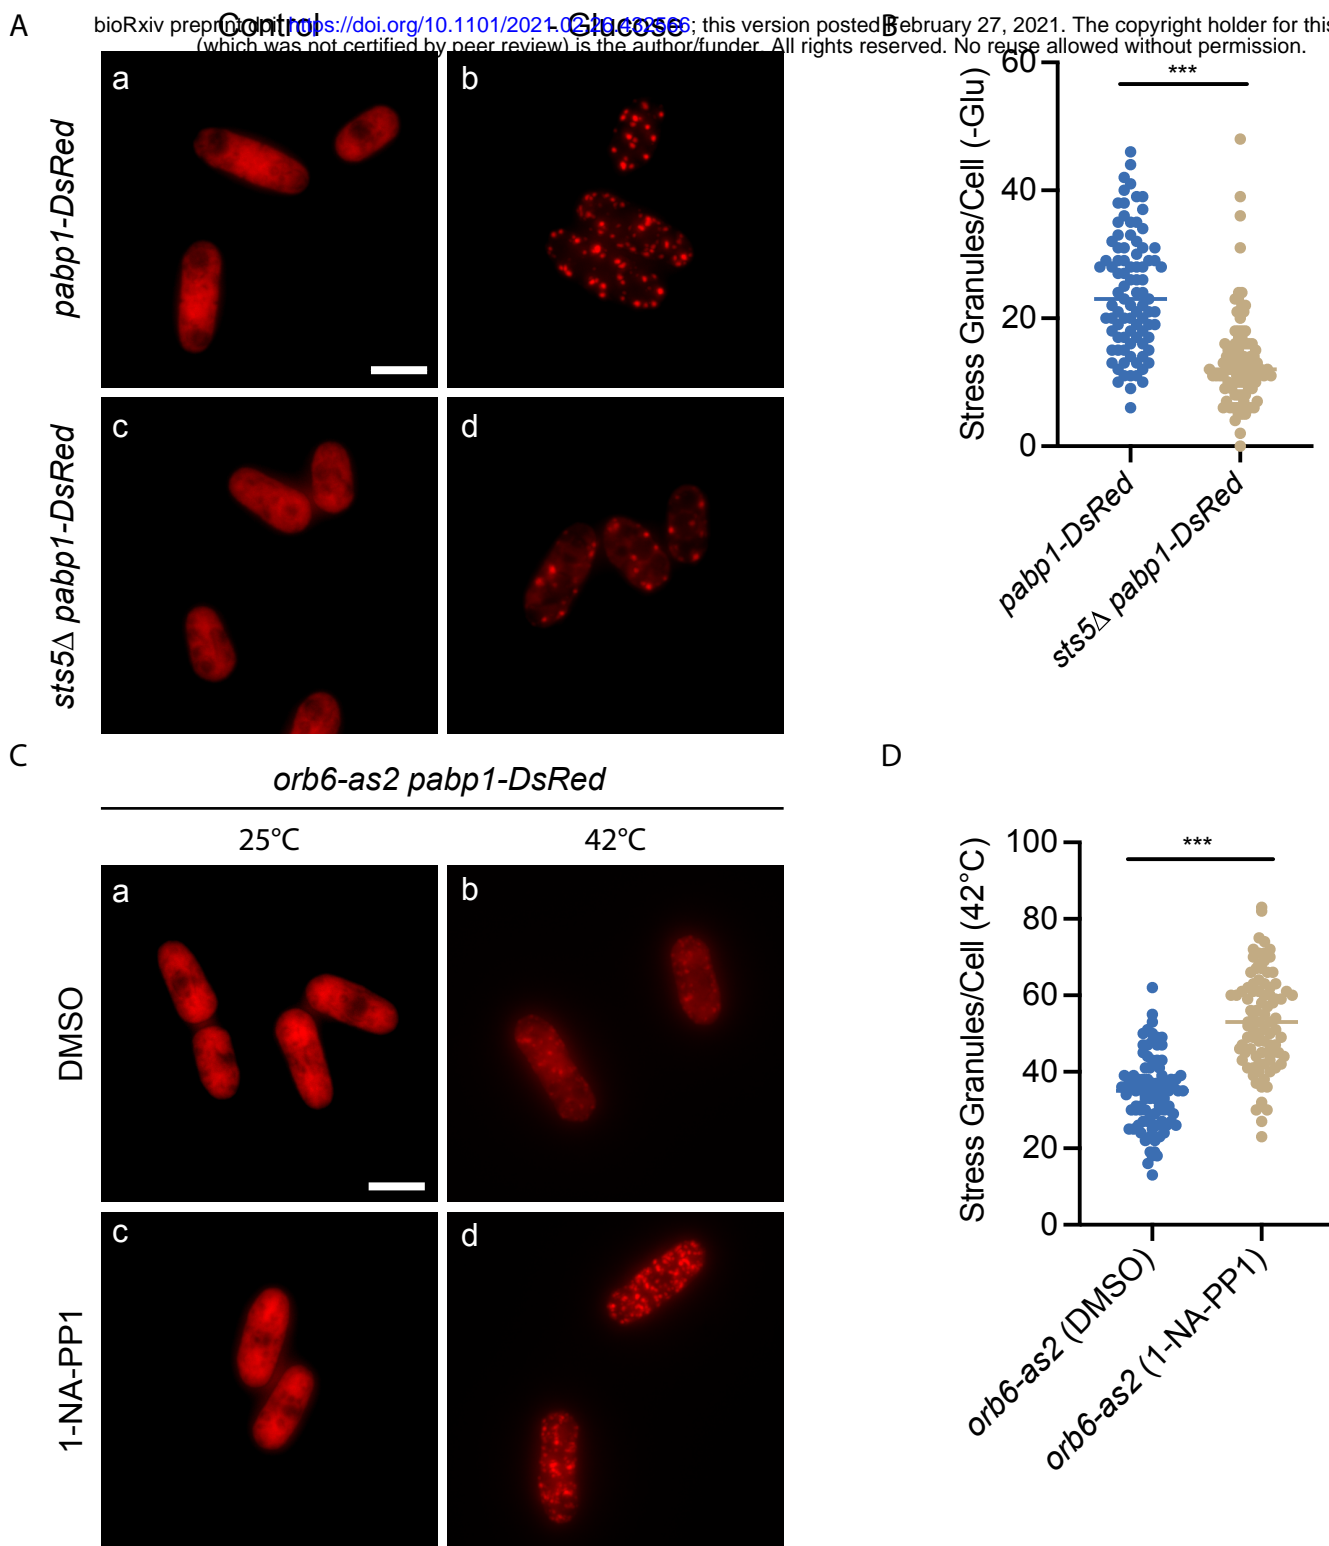 A
bioRxiv preprint doi: https://doi.org/10.1101/2021.02.26.432566; this version posted February 27, 2021. The copyright holder for this
(which was not certified by peer review) is the author/funder. All rights reserved. No reuse allowed without permission.
Control
- Glucose
B
pabp1-DsRed
a
b
sts5Δ pabp1-DsRed
c
d
Stress Granules/Cell (-Glu)
60
40
20
0
***
pabp1-DsRed
sts5Δ pabp1-DsRed
C
orb6-as2 pabp1-DsRed
25°C
42°C
DMSO
a
b
1-NA-PP1
c
d
D
Stress Granules/Cell (42°C)
100
80
60
40
20
0
***
orb6-as2 (DMSO)
orb6-as2 (1-NA-PP1)